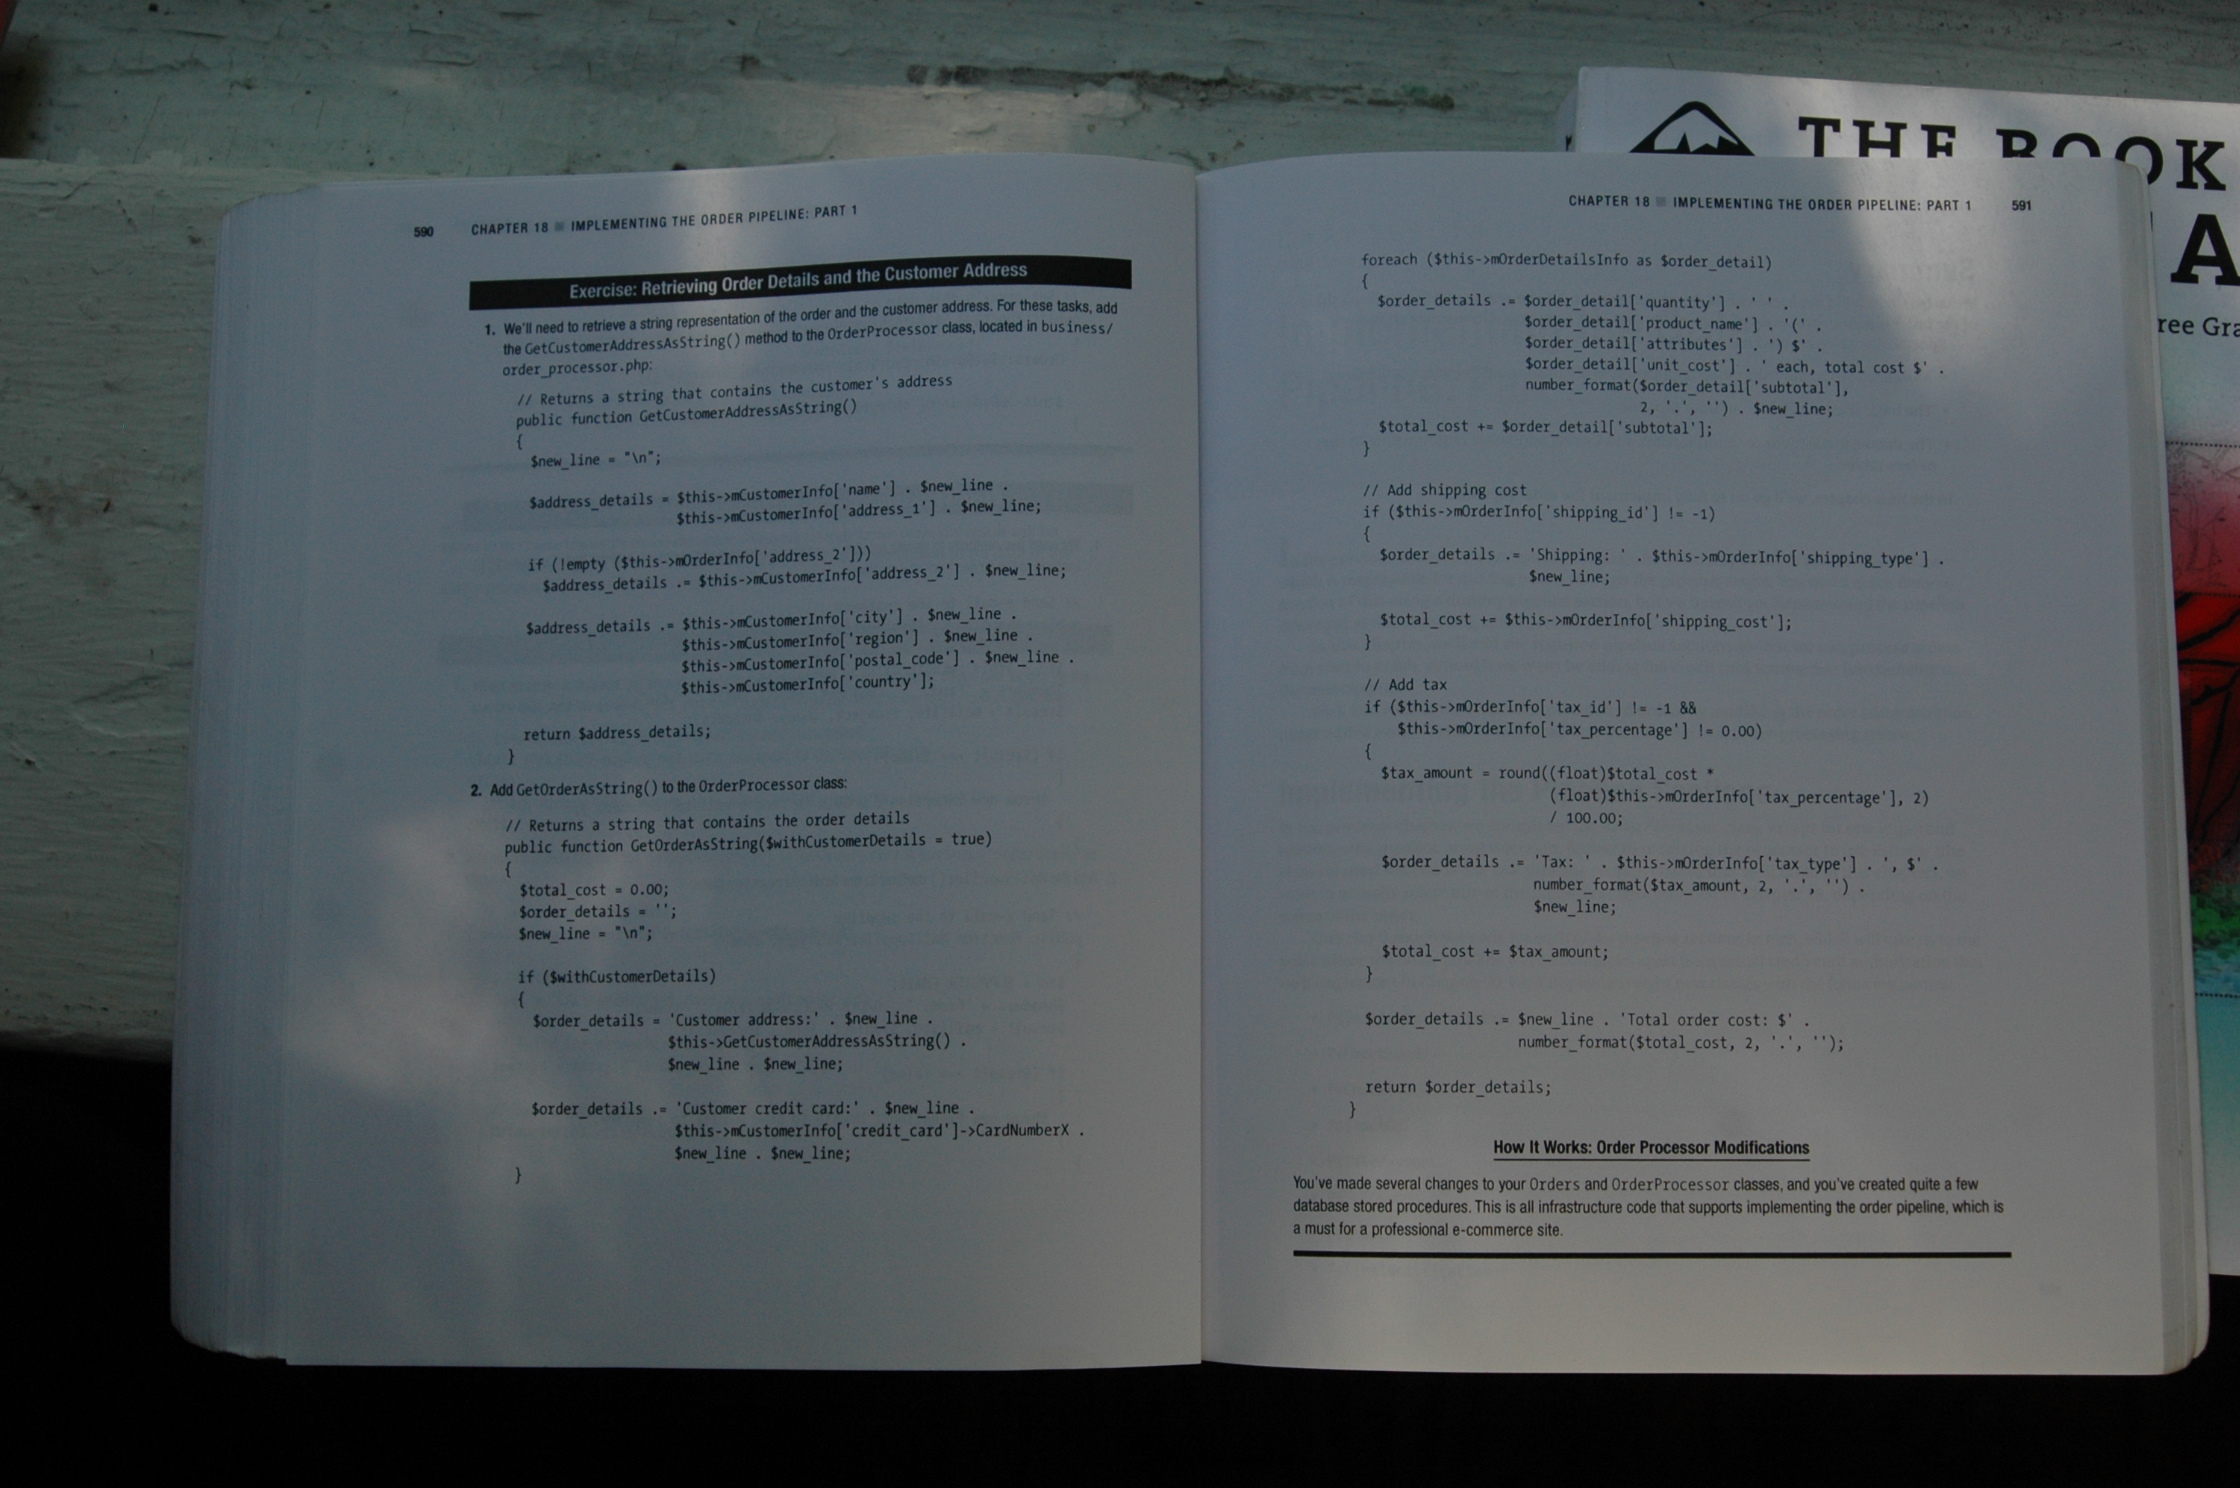 590 CHAPTER 18 ■ IMPLEMENTING THE ORDER PIPELINE: PART 1
Exercise: Retrieving Order Details and the Customer Address
1. We'll need to retrieve a string representation of the order and the customer address. For these tasks, add
the GetCustomerAddressAsString() method to the OrderProcessor class, located in business/
order_processor.php:
// Returns a string that contains the customer's address
public function GetCustomerAddressAsString()
{
$new_line = "\n";
$address_details = $this->mCustomerInfo['name'] . $new_line .
$this->mCustomerInfo['address_1'] . $new_line;
if (!empty ($this->mOrderInfo['address_2']))
$address_details .= $this->mCustomerInfo['address_2'] . $new_line;
$address_details .= $this->mCustomerInfo['city'] . $new_line .
$this->mCustomerInfo['region'] . $new_line .
$this->mCustomerInfo['postal_code'] . $new_line .
$this->mCustomerInfo['country'];
return $address_details;
}
2. Add GetOrderAsString() to the OrderProcessor class:
// Returns a string that contains the order details
public function GetOrderAsString($withCustomerDetails = true)
{
$total_cost = 0.00;
$order_details = '';
$new_line = "\n";
if ($withCustomerDetails)
{
$order_details = 'Customer address:' . $new_line .
$this->GetCustomerAddressAsString() .
$new_line . $new_line;
$order_details .= 'Customer credit card:' . $new_line .
$this->mCustomerInfo['credit_card']->CardNumberX .
$new_line . $new_line;
}
CHAPTER 18 ■ IMPLEMENTING THE ORDER PIPELINE: PART 1 591
foreach ($this->mOrderDetailsInfo as $order_detail)
{
$order_details .= $order_detail['quantity'] . ' ' .
$order_detail['product_name'] . '(' .
$order_detail['attributes'] . ') $' .
$order_detail['unit_cost'] . ' each, total cost $' .
number_format($order_detail['subtotal'],
2, '.', '') . $new_line;
$total_cost += $order_detail['subtotal'];
}
// Add shipping cost
if ($this->mOrderInfo['shipping_id'] != -1)
{
$order_details .= 'Shipping: ' . $this->mOrderInfo['shipping_type'] .
$new_line;
$total_cost += $this->mOrderInfo['shipping_cost'];
}
// Add tax
if ($this->mOrderInfo['tax_id'] != -1 &&
$this->mOrderInfo['tax_percentage'] != 0.00)
{
$tax_amount = round((float)$total_cost *
(float)$this->mOrderInfo['tax_percentage'], 2)
/ 100.00;
$order_details .= 'Tax: ' . $this->mOrderInfo['tax_type'] . ', $' .
number_format($tax_amount, 2, '.', '') .
$new_line;
$total_cost += $tax_amount;
}
$order_details .= $new_line . 'Total order cost: $' .
number_format($total_cost, 2, '.', '');
return $order_details;
}
How It Works: Order Processor Modifications
You've made several changes to your Orders and OrderProcessor classes, and you've created quite a few
database stored procedures. This is all infrastructure code that supports implementing the order pipeline, which is
a must for a professional e-commerce site.
THE BOOK
A
ree Gra